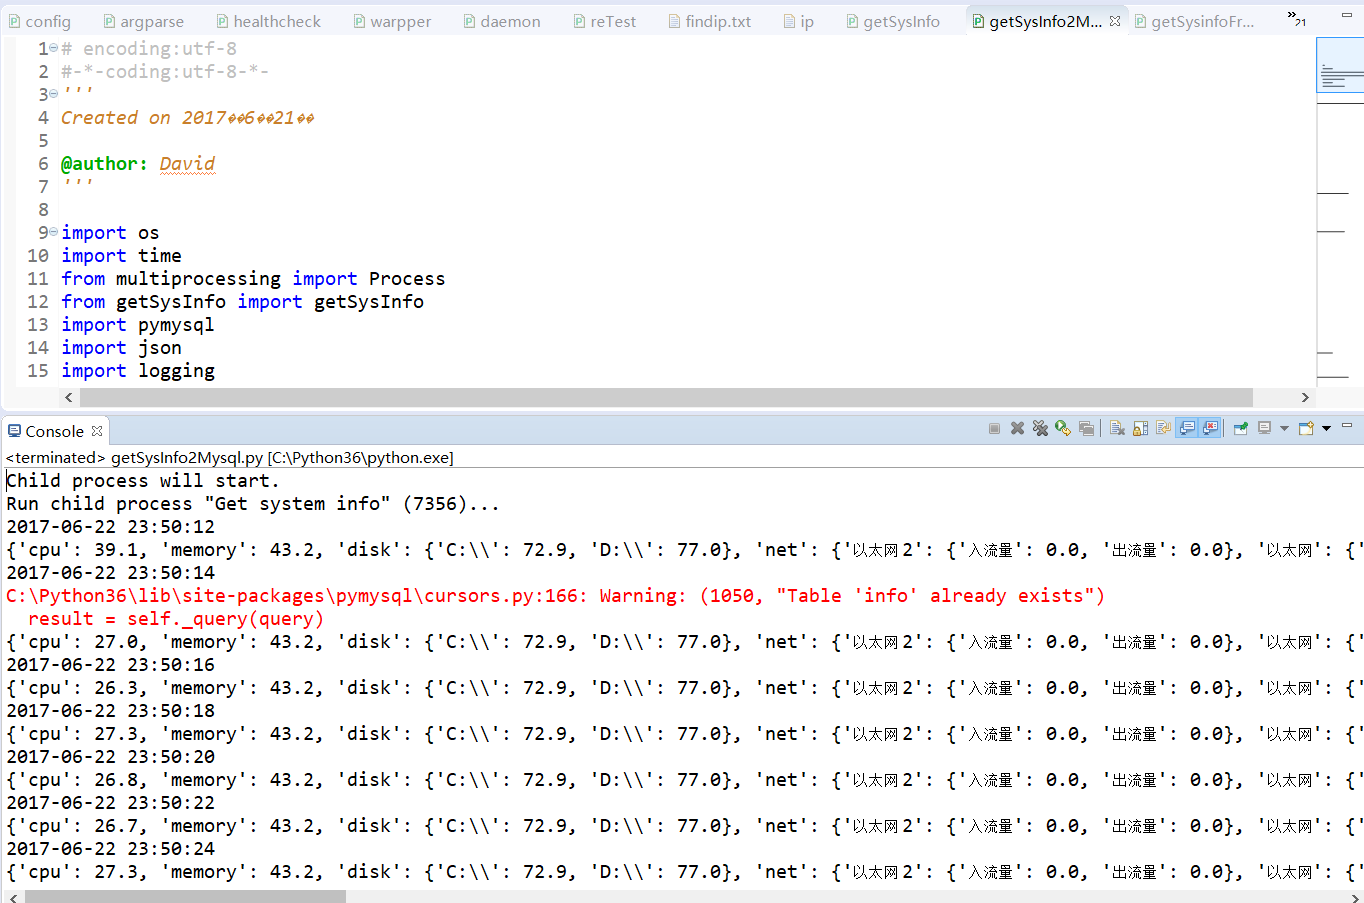 config argparse healthcheck warpper daemon reTest findip.txt ip getSysInfo getSysInfo2M... getSysinfoFr... »21
1 # encoding:utf-8
2 #-*-coding:utf-8-*-
3 '''
4 Created on 2017��6��21��
5
6 @author: David
7 '''
8
9 import os
10 import time
11 from multiprocessing import Process
12 from getSysInfo import getSysInfo
13 import pymysql
14 import json
15 import logging
Console
<terminated> getSysInfo2Mysql.py [C:\Python36\python.exe]
Child process will start.
Run child process "Get system info" (7356)...
2017-06-22 23:50:12
{'cpu': 39.1, 'memory': 43.2, 'disk': {'C:\\': 72.9, 'D:\\': 77.0}, 'net': {'以太网 2': {'入流量': 0.0, '出流量': 0.0}, '以太网': {'
2017-06-22 23:50:14
C:\Python36\lib\site-packages\pymysql\cursors.py:166: Warning: (1050, "Table 'info' already exists")
result = self._query(query)
{'cpu': 27.0, 'memory': 43.2, 'disk': {'C:\\': 72.9, 'D:\\': 77.0}, 'net': {'以太网 2': {'入流量': 0.0, '出流量': 0.0}, '以太网': {'
2017-06-22 23:50:16
{'cpu': 26.3, 'memory': 43.2, 'disk': {'C:\\': 72.9, 'D:\\': 77.0}, 'net': {'以太网 2': {'入流量': 0.0, '出流量': 0.0}, '以太网': {'
2017-06-22 23:50:18
{'cpu': 27.3, 'memory': 43.2, 'disk': {'C:\\': 72.9, 'D:\\': 77.0}, 'net': {'以太网 2': {'入流量': 0.0, '出流量': 0.0}, '以太网': {'
2017-06-22 23:50:20
{'cpu': 26.8, 'memory': 43.2, 'disk': {'C:\\': 72.9, 'D:\\': 77.0}, 'net': {'以太网 2': {'入流量': 0.0, '出流量': 0.0}, '以太网': {'
2017-06-22 23:50:22
{'cpu': 26.7, 'memory': 43.2, 'disk': {'C:\\': 72.9, 'D:\\': 77.0}, 'net': {'以太网 2': {'入流量': 0.0, '出流量': 0.0}, '以太网': {'
2017-06-22 23:50:24
{'cpu': 27.3, 'memory': 43.2, 'disk': {'C:\\': 72.9, 'D:\\': 77.0}, 'net': {'以太网 2': {'入流量': 0.0, '出流量': 0.0}, '以太网': {'